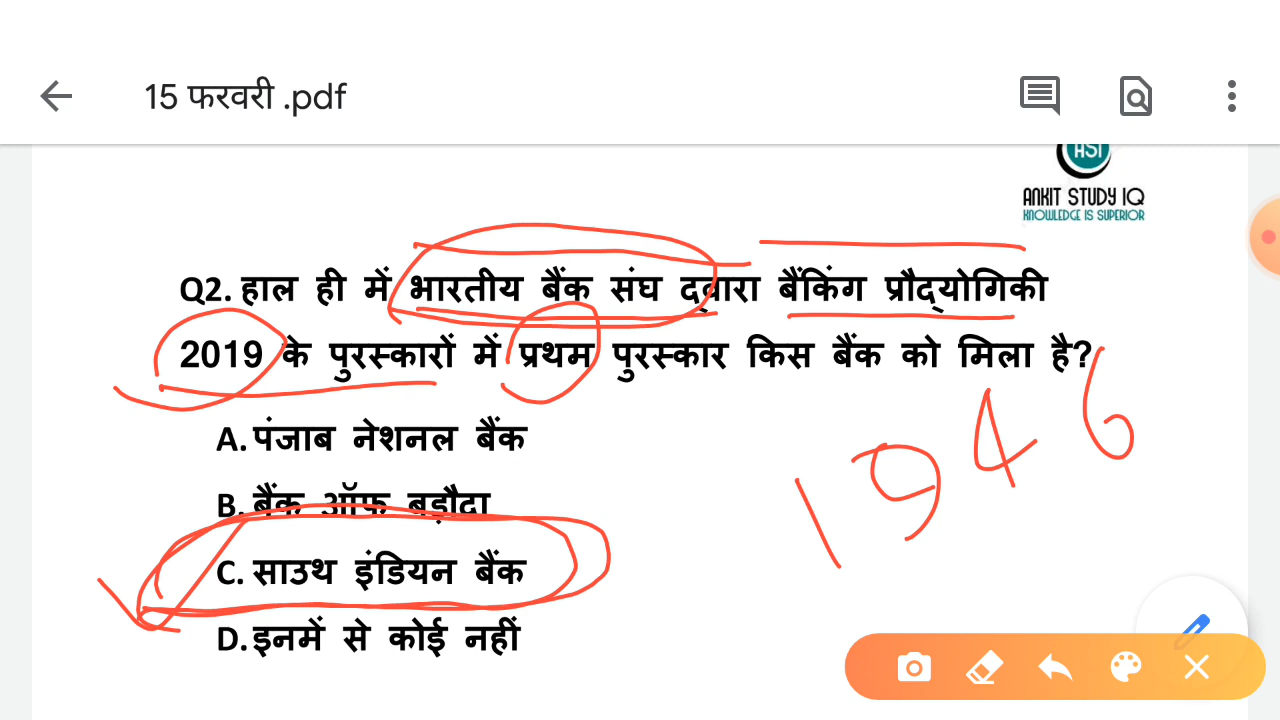 15 फरवरी .pdf
ASI
ANKIT STUDY IQ
KNOWLEDGE IS SUPERIOR
Q2. हाल ही में भारतीय बैंक संघ द्वारा बैंकिंग प्रौद्योगिकी
2019 के पुरस्कारों में प्रथम पुरस्कार किस बैंक को मिला है?
A. पंजाब नेशनल बैंक
B. बैंक ऑफ बड़ौदा
C. साउथ इंडियन बैंक
D. इनमें से कोई नहीं
1946